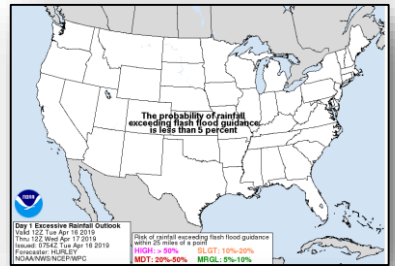 The probability of rainfall
exceeding flash flood guidance
is less than 5 percent
noaa
Day 1 Excessive Rainfall Outlook
Valid 12Z Tue Apr 16 2019
Thru 12Z Wed Apr 17 2019
Issued: 0754Z Tue Apr 16 2019
Forecaster: HURLEY
NOAA/NWS/NCEP/WPC
Risk of rainfall exceeding flash flood guidance
within 25 miles of a point
HIGH: > 50% SLGT: 10%-20%
MDT: 20%-50% MRGL: 5%-10%